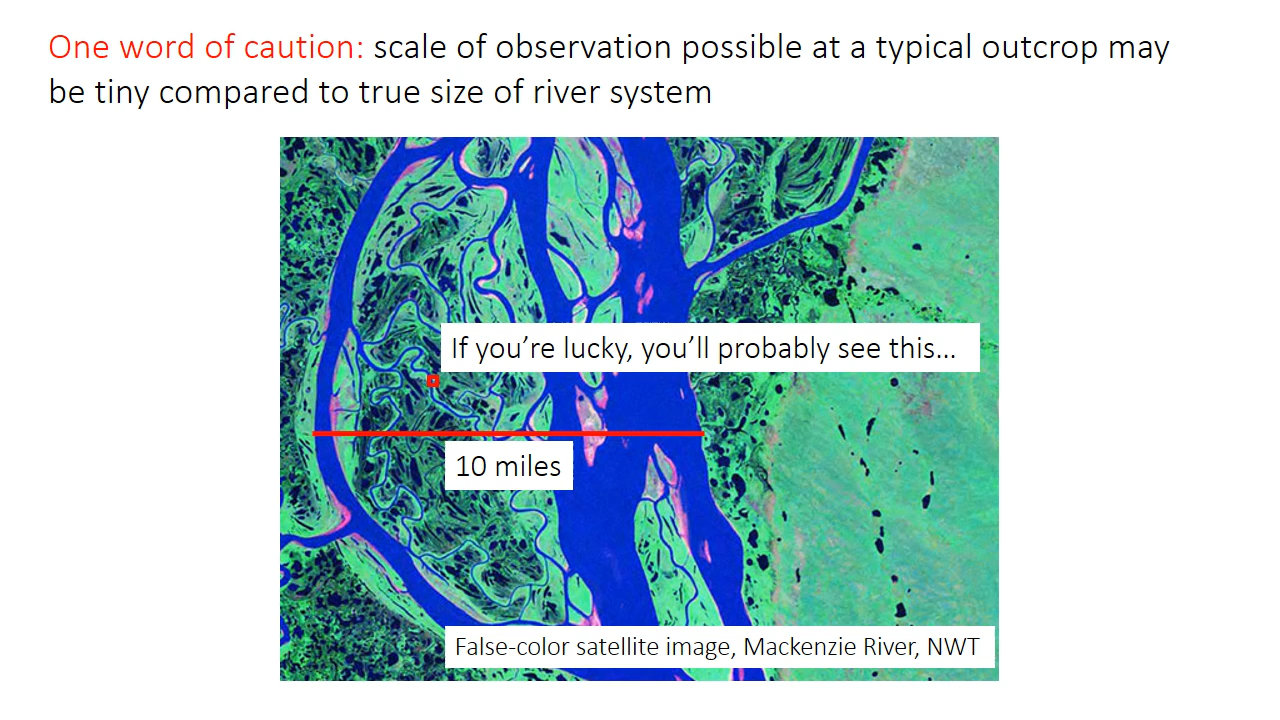 One word of caution: scale of observation possible at a typical outcrop may
be tiny compared to true size of river system
If you’re lucky, you’ll probably see this…
10 miles
False-color satellite image, Mackenzie River, NWT